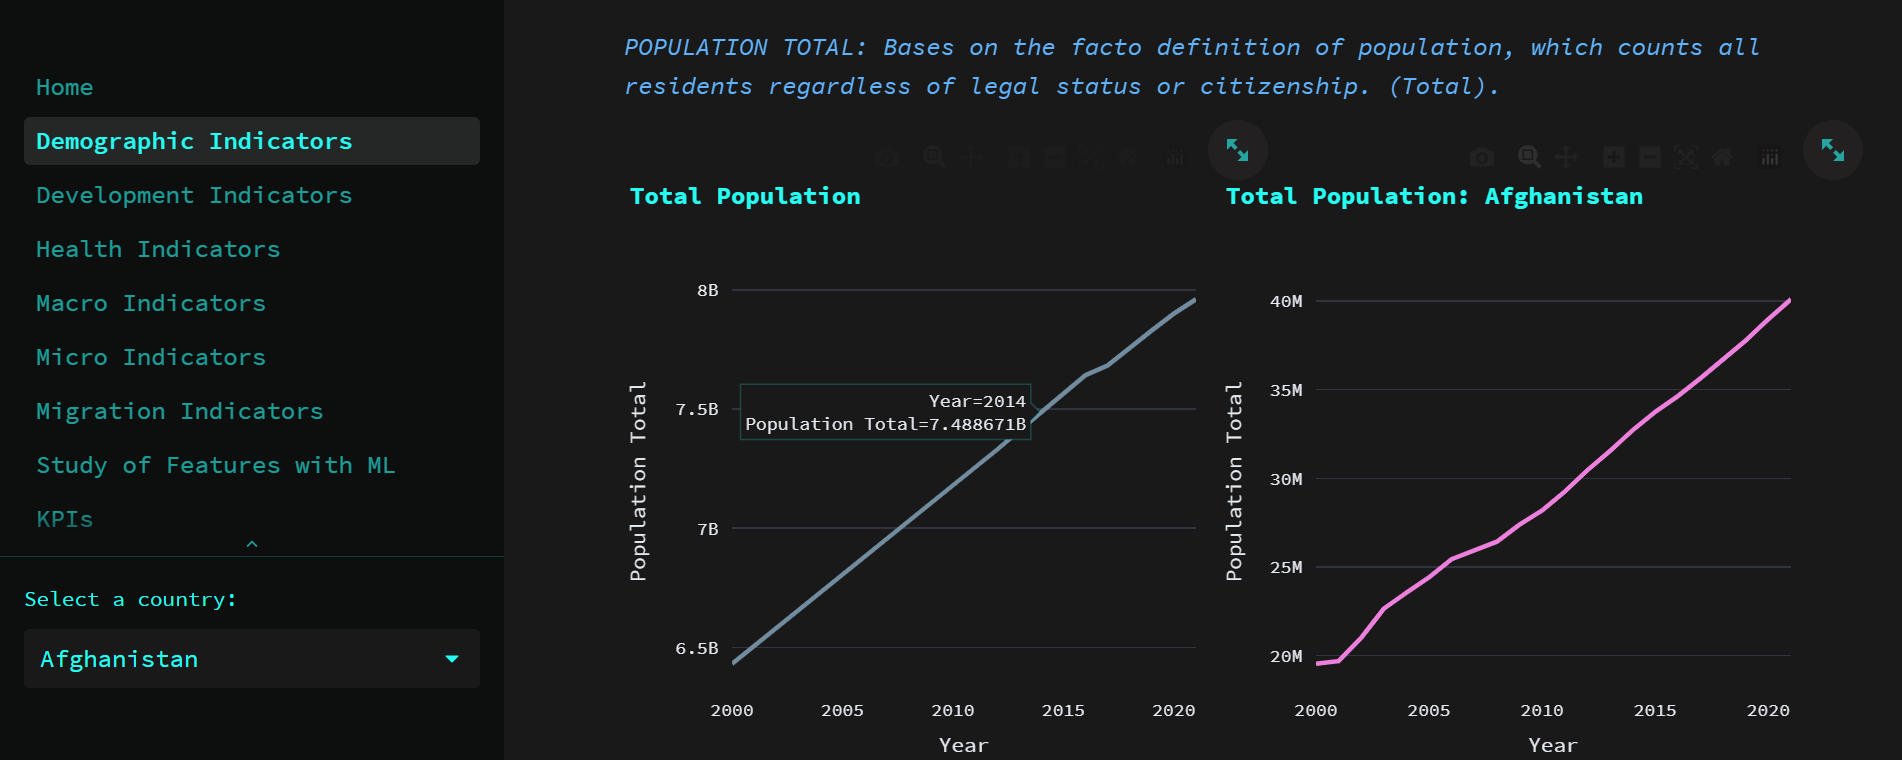 Home
Demographic Indicators
Development Indicators
Health Indicators
Macro Indicators
Micro Indicators
Migration Indicators
Study of Features with ML
KPIs
Select a country:
Afghanistan
POPULATION TOTAL: Bases on the facto definition of population, which counts all
residents regardless of legal status or citizenship. (Total).
Total Population
8B
7.5B
7B
6.5B
Population Total
Year=2014
Population Total=7.488671B
2000 2005 2010 2015 2020
Year
Total Population: Afghanistan
40M
35M
30M
25M
20M
Population Total
2000 2005 2010 2015 2020
Year